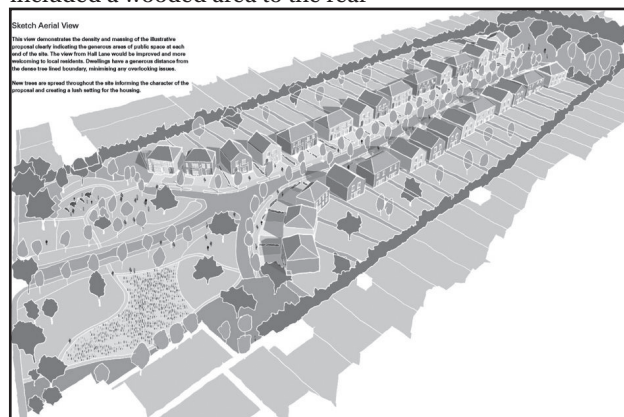 included a wooded area to the rear
Sketch Aerial View
This view demonstrates the density and massing of the illustrative
proposal clearly indicating the generous areas of public space at each
end of the site. The view from Hall Lane would be improved and more
welcoming to local residents. Dwellings have a generous distance from
the dense tree lined boundary, minimising any overlooking issues.
New trees are spread throughout the site informing the character of the
proposal and creating a lush setting for the housing.